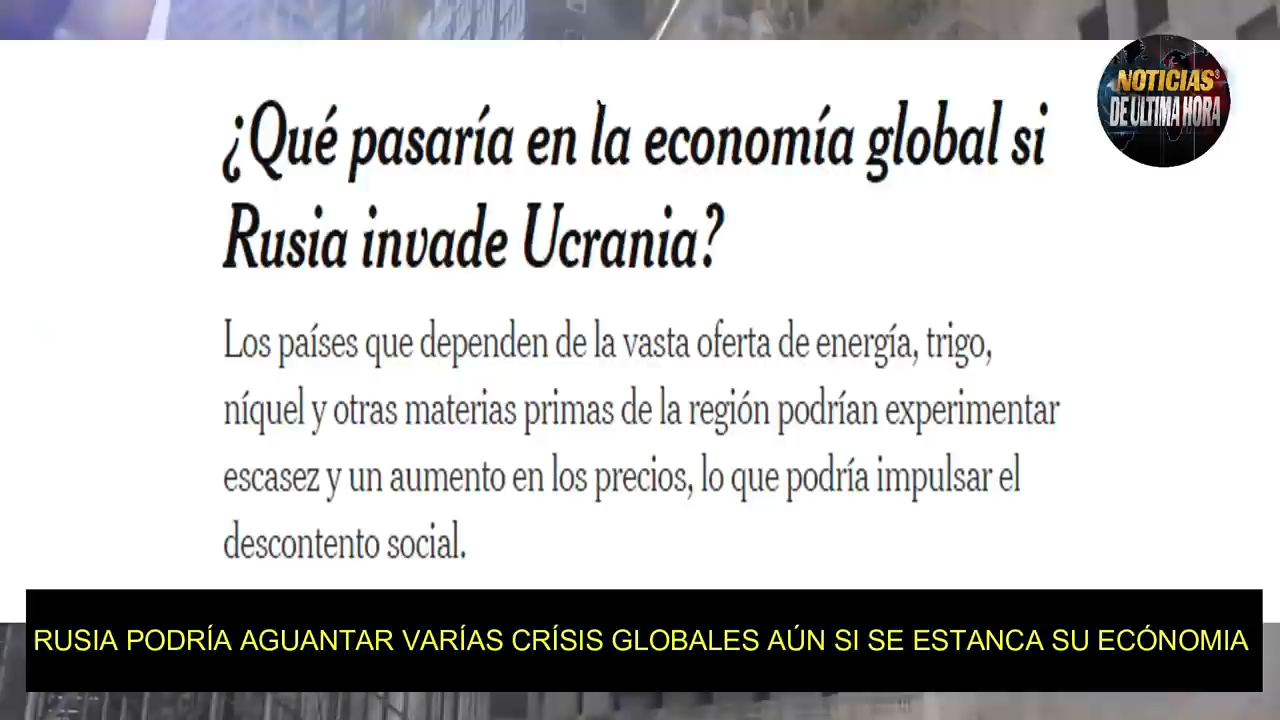 NOTICIAS®
DE ULTIMA HORA
¿Qué pasaría en la economía global si
Rusia invade Ucrania?
Los países que dependen de la vasta oferta de energía, trigo,
níquel y otras materias primas de la región podrían experimentar
escasez y un aumento en los precios, lo que podría impulsar el
descontento social.
RUSIA PODRÍA AGUANTAR VARÍAS CRÍSIS GLOBALES AÚN SI SE ESTANCA SU ECÓNOMIA